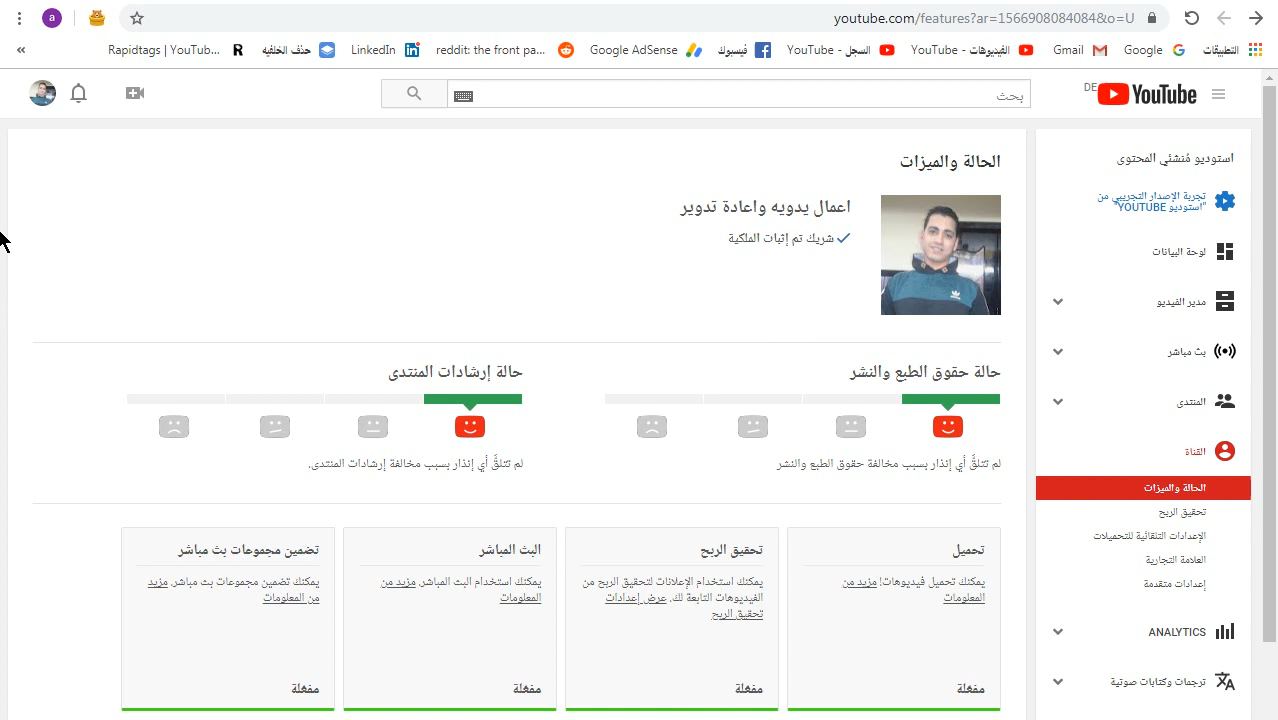 a
youtube.com/features?ar=1566908084084&o=U
التطبيقات
Google
Gmail
الفيديوهات - YouTube
السجل - YouTube
فيسبوك
Google AdSense
reddit: the front pa...
LinkedIn
حذف الخلفيه
Rapidtags | YouTub...
»
YouTube DE
بحث
استوديو مُنشئي المحتوى
تجربة الإصدار التجريبي من
"استوديو YOUTUBE"
لوحة البيانات
مدير الفيديو
بث مباشر
المنتدى
القناة
الحالة والميزات
تحقيق الربح
الإعدادات التلقائية للتحميلات
العلامة التجارية
إعدادات متقدمة
ANALYTICS
ترجمات وكتابات صوتية
الحالة والميزات
اعمال يدويه واعادة تدوير
شريك تم إثبات الملكية
حالة حقوق الطبع والنشر
لم تتلقَّ أي إنذار بسبب مخالفة حقوق الطبع والنشر
حالة إرشادات المنتدى
لم تتلقَّ أي إنذار بسبب مخالفة إرشادات المنتدى.
تحميل
يمكنك تحميل فيديوهات! مزيد من
المعلومات
مفعّلة
تحقيق الربح
يمكنك استخدام الإعلانات لتحقيق الربح من
الفيديوهات التابعة لك. عرض إعدادات
تحقيق الربح
مفعّلة
البث المباشر
يمكنك استخدام البث المباشر. مزيد من
المعلومات
مفعّلة
تضمين مجموعات بث مباشر
يمكنك تضمين مجموعات بث مباشر. مزيد
من المعلومات
مفعّلة